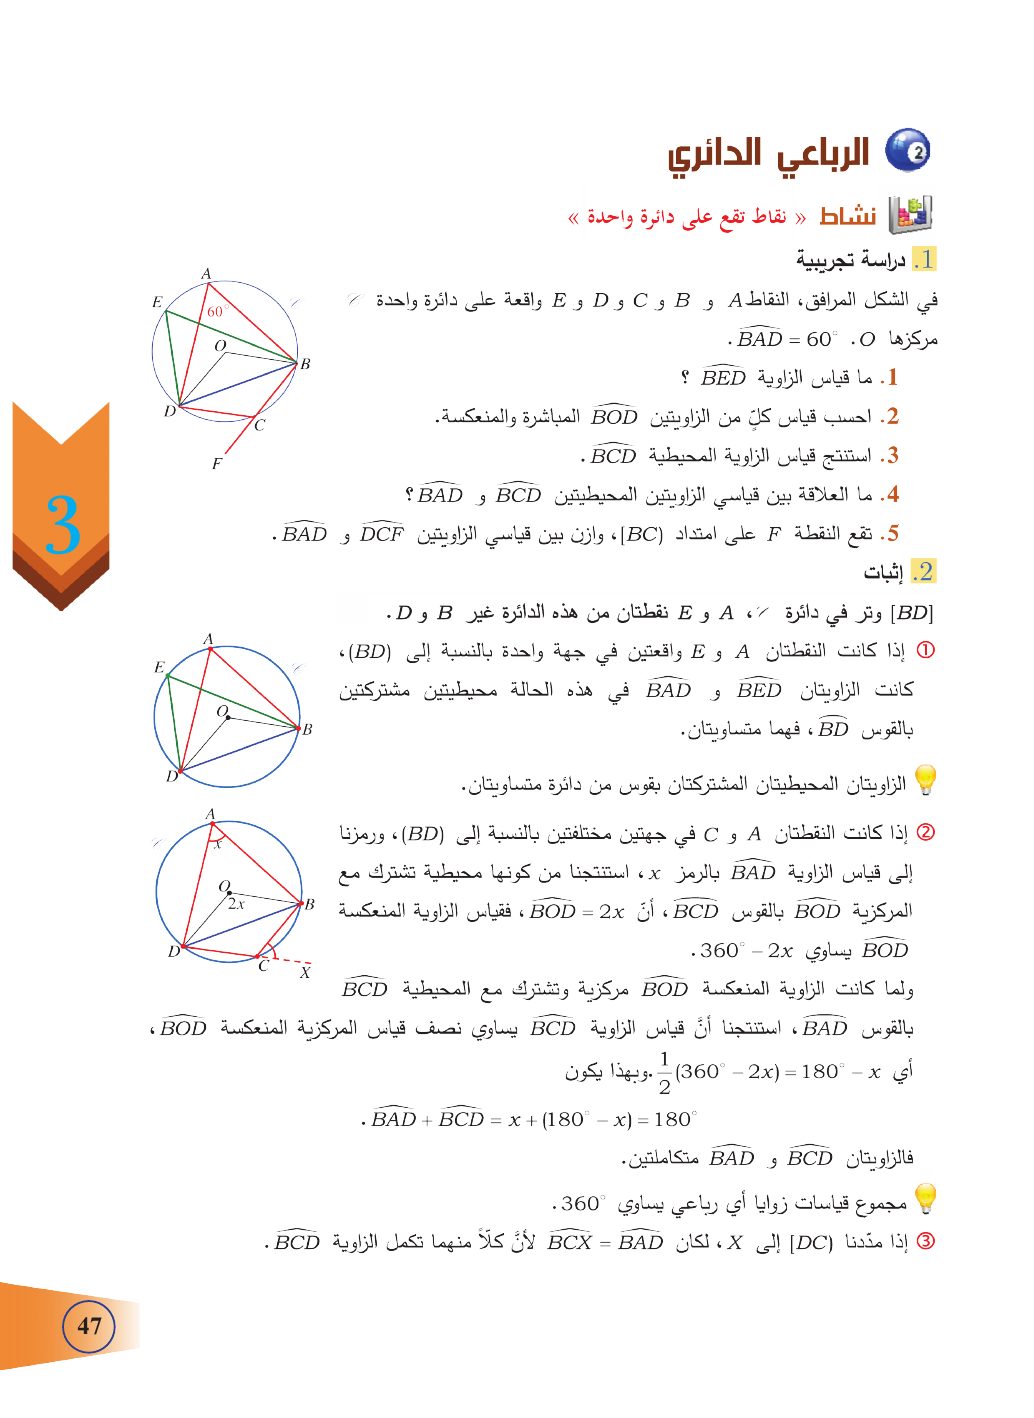 الرباعي الدائري 2
نشاط « نقاط تقع على دائرة واحدة »
1. دراسة تجريبية
في الشكل المرافق، النقاط A و B و C و D و E واقعة على دائرة واحدة 𝒞
مركزها O . BAD = 60° .
1. ما قياس الزاوية BED ؟
2. احسب قياس كلٍّ من الزاويتين BOD المباشرة والمنعكسة.
3. استنتج قياس الزاوية المحيطية BCD .
4. ما العلاقة بين قياسي الزاويتين المحيطيتين BCD و BAD ؟
5. تقع النقطة F على امتداد [BC)، وازن بين قياسي الزاويتين DCF و BAD .
A
E
60°
𝒞
O
B
D
C
F
3
2. إثبات
[BD] وتر في دائرة 𝒞، A و E نقطتان من هذه الدائرة غير B و D .
① إذا كانت النقطتان A و E واقعتين في جهة واحدة بالنسبة إلى (BD)،
كانت الزاويتان BED و BAD في هذه الحالة محيطيتين مشتركتين
بالقوس BD ، فهما متساويتان.
الزاويتان المحيطيتان المشتركتان بقوس من دائرة متساويتان.
A
E
𝒞
O
B
D
② إذا كانت النقطتان A و C في جهتين مختلفتين بالنسبة إلى (BD)، ورمزنا
إلى قياس الزاوية BAD بالرمز x ، استنتجنا من كونها محيطية تشترك مع
المركزية BOD بالقوس BCD ، أنّ BOD = 2x ، فقياس الزاوية المنعكسة
BOD يساوي 360° − 2x .
ولما كانت الزاوية المنعكسة BOD مركزية وتشترك مع المحيطية BCD
بالقوس BAD ، استنتجنا أنَّ قياس الزاوية BCD يساوي نصف قياس المركزية المنعكسة BOD ،
أي 1/2 (360° − 2x) = 180° − x .وبهذا يكون
BAD + BCD = x + (180° − x) = 180° .
فالزاويتان BCD و BAD متكاملتين.
A
𝒞
x
O
2x
B
D
C
X
مجموع قياسات زوايا أي رباعي يساوي 360° .
③ إذا مدّدنا [DC) إلى X ، لكان BCX = BAD لأنَّ كلّاً منهما تكمل الزاوية BCD .
47